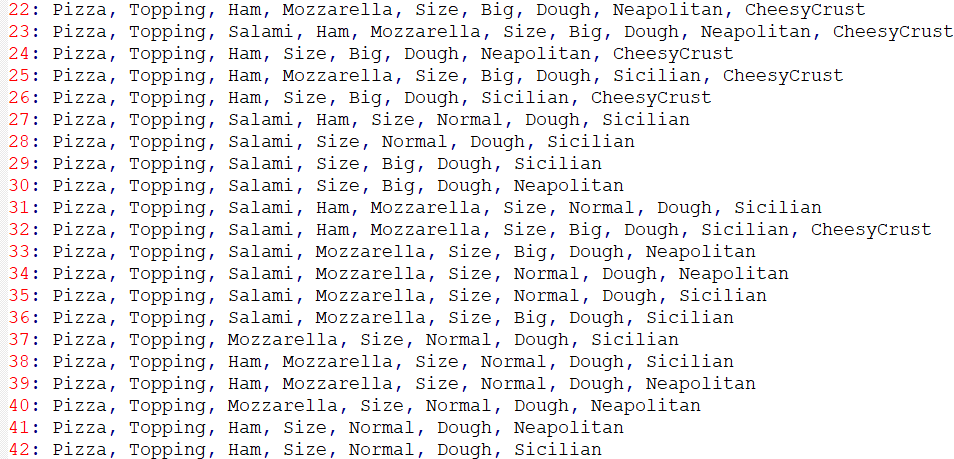 22: Pizza, Topping, Ham, Mozzarella, Size, Big, Dough, Neapolitan, CheesyCrust
23: Pizza, Topping, Salami, Ham, Mozzarella, Size, Big, Dough, Neapolitan, CheesyCrust
24: Pizza, Topping, Ham, Size, Big, Dough, Neapolitan, CheesyCrust
25: Pizza, Topping, Ham, Mozzarella, Size, Big, Dough, Sicilian, CheesyCrust
26: Pizza, Topping, Ham, Size, Big, Dough, Sicilian, CheesyCrust
27: Pizza, Topping, Salami, Ham, Size, Normal, Dough, Sicilian
28: Pizza, Topping, Salami, Size, Normal, Dough, Sicilian
29: Pizza, Topping, Salami, Size, Big, Dough, Sicilian
30: Pizza, Topping, Salami, Size, Big, Dough, Neapolitan
31: Pizza, Topping, Salami, Ham, Mozzarella, Size, Normal, Dough, Sicilian
32: Pizza, Topping, Salami, Ham, Mozzarella, Size, Big, Dough, Sicilian, CheesyCrust
33: Pizza, Topping, Salami, Mozzarella, Size, Big, Dough, Neapolitan
34: Pizza, Topping, Salami, Mozzarella, Size, Normal, Dough, Neapolitan
35: Pizza, Topping, Salami, Mozzarella, Size, Normal, Dough, Sicilian
36: Pizza, Topping, Salami, Mozzarella, Size, Big, Dough, Sicilian
37: Pizza, Topping, Mozzarella, Size, Normal, Dough, Sicilian
38: Pizza, Topping, Ham, Mozzarella, Size, Normal, Dough, Sicilian
39: Pizza, Topping, Ham, Mozzarella, Size, Normal, Dough, Neapolitan
40: Pizza, Topping, Mozzarella, Size, Normal, Dough, Neapolitan
41: Pizza, Topping, Ham, Size, Normal, Dough, Neapolitan
42: Pizza, Topping, Ham, Size, Normal, Dough, Sicilian